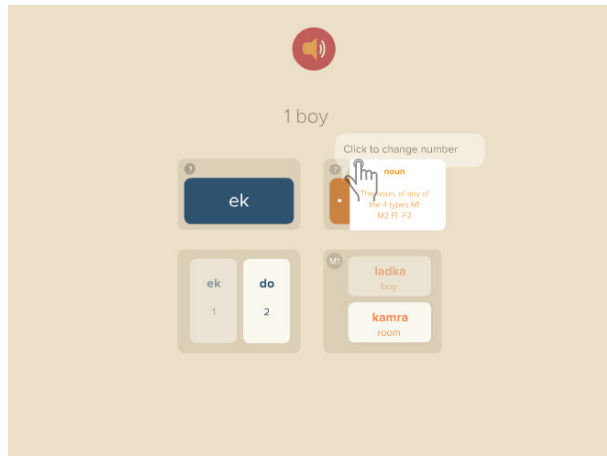 1 boy
Click to change number
?
ek
?
noun
The noun, of any of
the 4 types M1
M2 F1 F2
ek
1
do
2
M1
ladka
boy
kamra
room